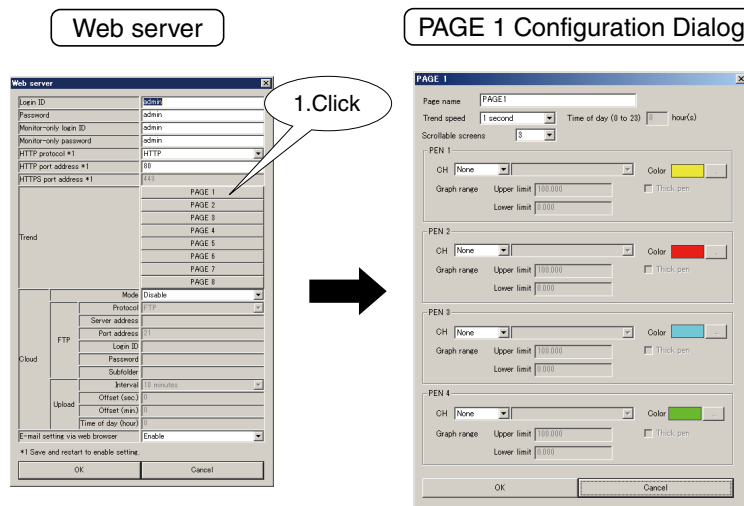 Web server
PAGE 1 Configuration Dialog
Web server
Login ID admin
Password admin
Monitor-only login ID admin
Monitor-only password admin
HTTP protocol *1 HTTP
HTTP port address *1 80
HTTPS port address *1 443
1.Click
Trend
PAGE 1
PAGE 2
PAGE 3
PAGE 4
PAGE 5
PAGE 6
PAGE 7
PAGE 8
Cloud
Mode Disable
FTP
Protocol FTP
Server address
Port address 21
Login ID
Password
Subfolder
Upload
Interval 10 minutes
Offset (sec.) 0
Offset (min.) 0
Time of day (hour) 0
E-mail setting via web browser Enable
*1 Save and restart to enable setting.
OK Cancel
PAGE 1
Page name PAGE1
Trend speed 1 second Time of day (0 to 23) 0 hour(s)
Scrollable screens 3
PEN 1
CH None Color ...
Graph range Upper limit 100.000 Thick pen
Lower limit 0.000
PEN 2
CH None Color ...
Graph range Upper limit 100.000 Thick pen
Lower limit 0.000
PEN 3
CH None Color ...
Graph range Upper limit 100.000 Thick pen
Lower limit 0.000
PEN 4
CH None Color ...
Graph range Upper limit 100.000 Thick pen
Lower limit 0.000
OK Cancel